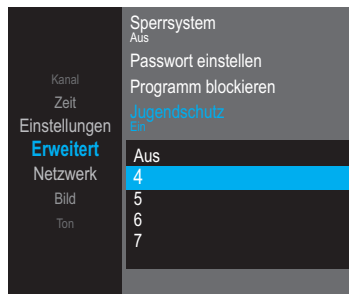 Kanal
Zeit
Einstellungen
Erweitert
Netzwerk
Bild
Ton
Sperrsystem
Aus
Passwort einstellen
Programm blockieren
Jugendschutz
Ein
Aus
4
5
6
7